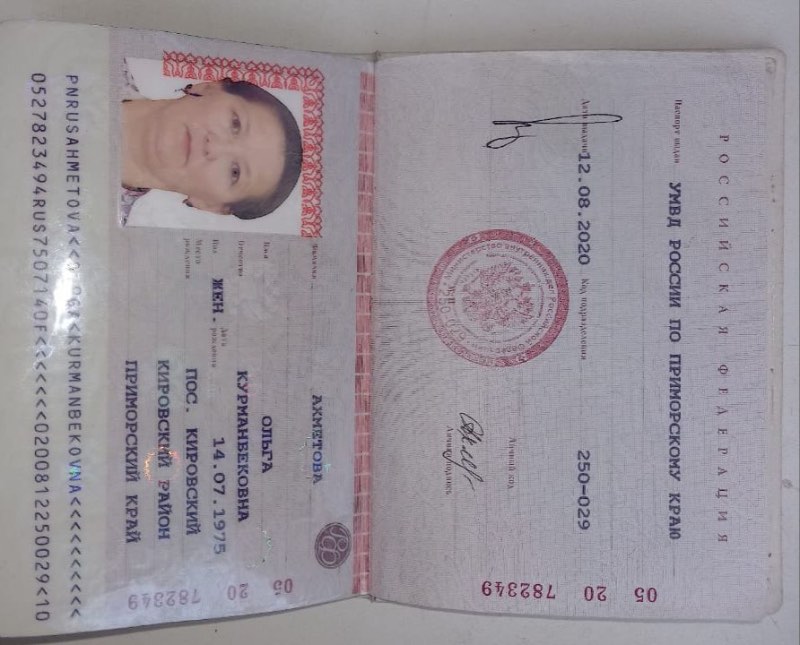 РОССИЙСКАЯ ФЕДЕРАЦИЯ
Паспорт выдан
УМВД РОССИИ ПО ПРИМОРСКОМУ КРАЮ
Дата выдачи 12.08.2020 Код подразделения 250-029
Личный код
Личная подпись
05 20 782349
Фамилия
АХМЕТОВА
Имя
ОЛЬГА
Отчество
КУРМАНБЕКОВНА
Пол ЖЕН. Дата рождения 14.07.1975
Место рождения
ПОС. КИРОВСКИЙ
КИРОВСКИЙ РАЙОН
ПРИМОРСКИЙ КРАЙ
05 20 782349
PNRUSAHMETOVA<<OLGA<KURMANBEKOVNA<<<<<<<<<<<
0527823494RUS7507140F<<<<<<<0200812250029<10